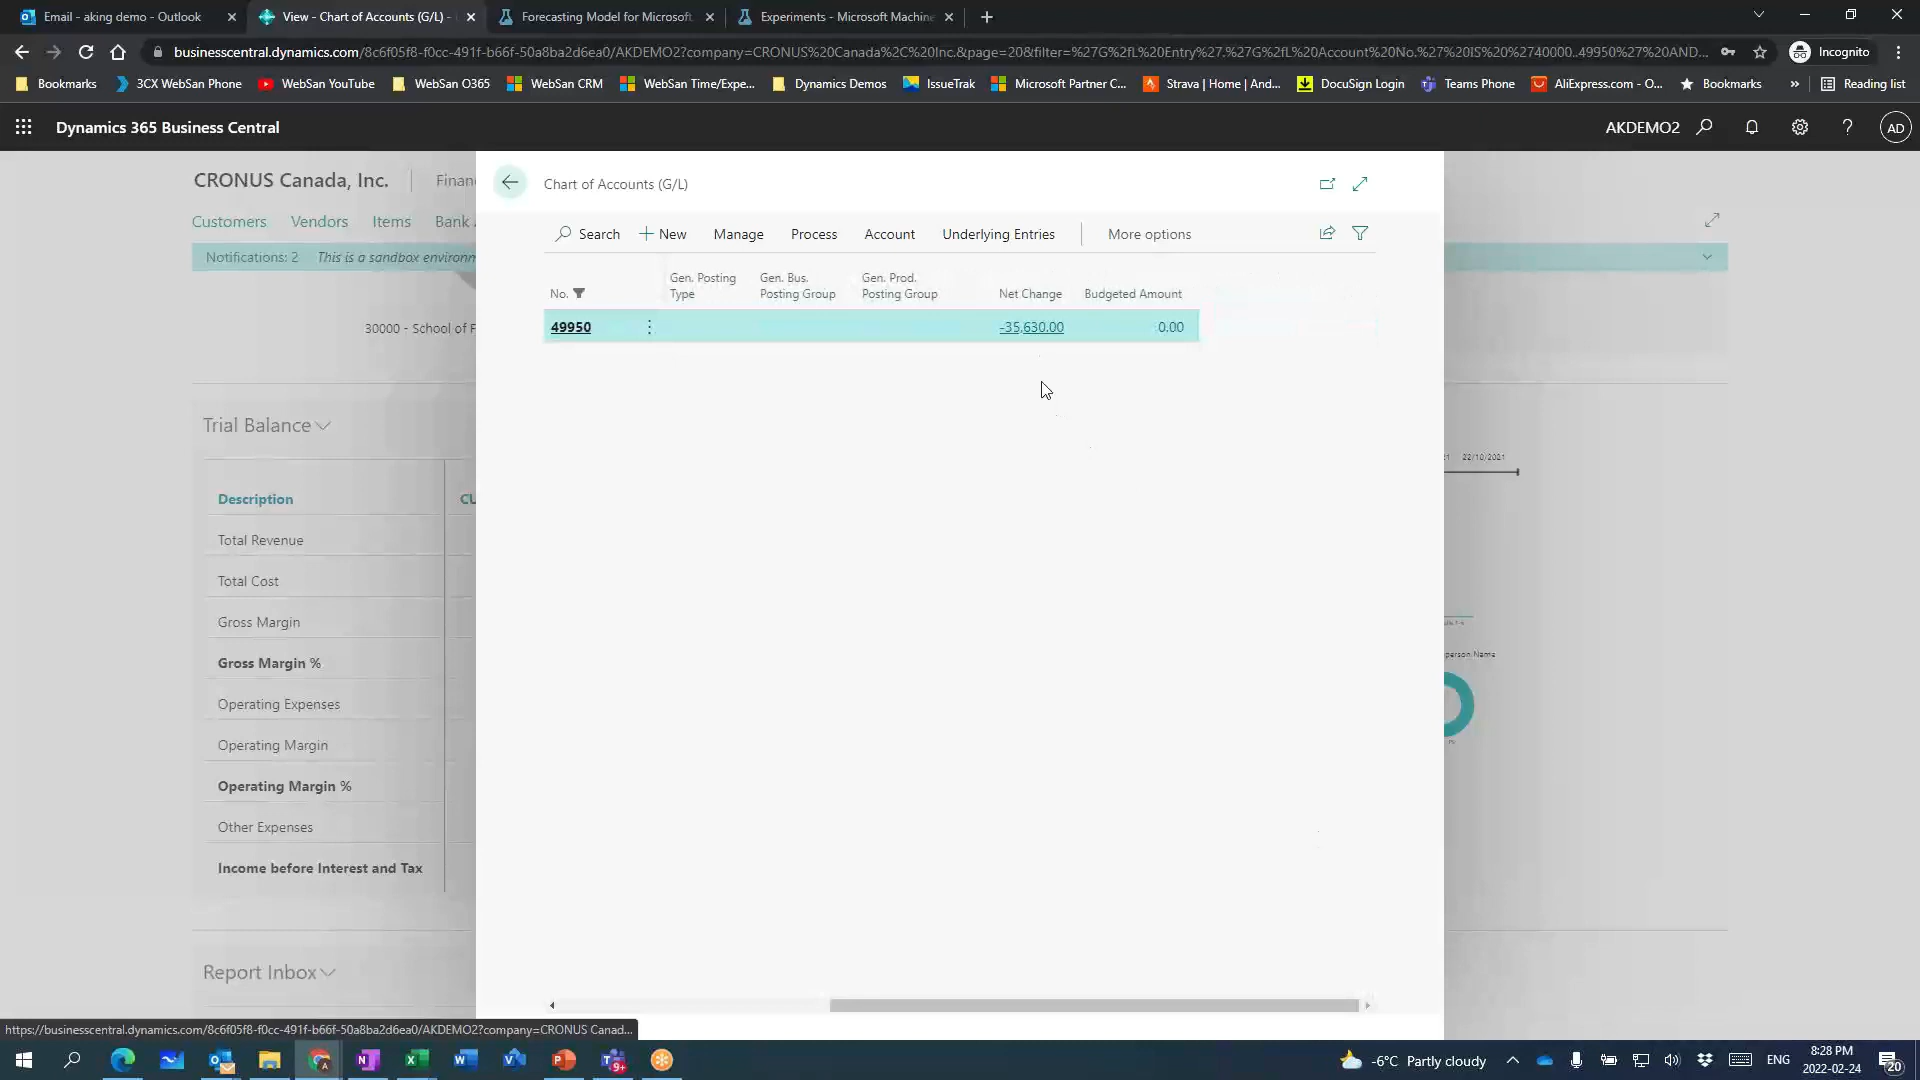 Email - aking demo - Outlook
View - Chart of Accounts (G/L) -
Forecasting Model for Microsoft
Experiments - Microsoft Machine
businesscentral.dynamics.com/8c6f05f8-f0cc-491f-b66f-50a8ba2d6ea0/AKDEMO2?company=CRONUS%20Canada%2C%20Inc.&page=20&filter=%27G%2fL%20Entry%27.%27G%2fL%20Account%20No.%27%20IS%20%2740000..49950%27%20AND...
Incognito
Bookmarks
3CX WebSan Phone
WebSan YouTube
WebSan O365
WebSan CRM
WebSan Time/Expe...
Dynamics Demos
IssueTrak
Microsoft Partner C...
Strava | Home | And...
DocuSign Login
Teams Phone
AliExpress.com - O...
Bookmarks
»
Reading list
Dynamics 365 Business Central
AKDEMO2
?
AD
CRONUS Canada, Inc.
Finan
Customers
Vendors
Items
Bank
Notifications: 2
This is a sandbox environm
30000 - School of F
Trial Balance
Description
CU
Total Revenue
Total Cost
Gross Margin
Gross Margin %
Operating Expenses
Operating Margin
Operating Margin %
Other Expenses
Income before Interest and Tax
Report Inbox
Chart of Accounts (G/L)
Search
New
Manage
Process
Account
Underlying Entries
More options
No.
Gen. Posting
Type
Gen. Bus.
Posting Group
Gen. Prod.
Posting Group
Net Change
Budgeted Amount
49950
-35,630.00
0.00
22/10/2021
person Name
https://businesscentral.dynamics.com/8c6f05f8-f0cc-491f-b66f-50a8ba2d6ea0/AKDEMO2?company=CRONUS Canad...
9+
-6°C Partly cloudy
ENG
8:28 PM
2022-02-24
20